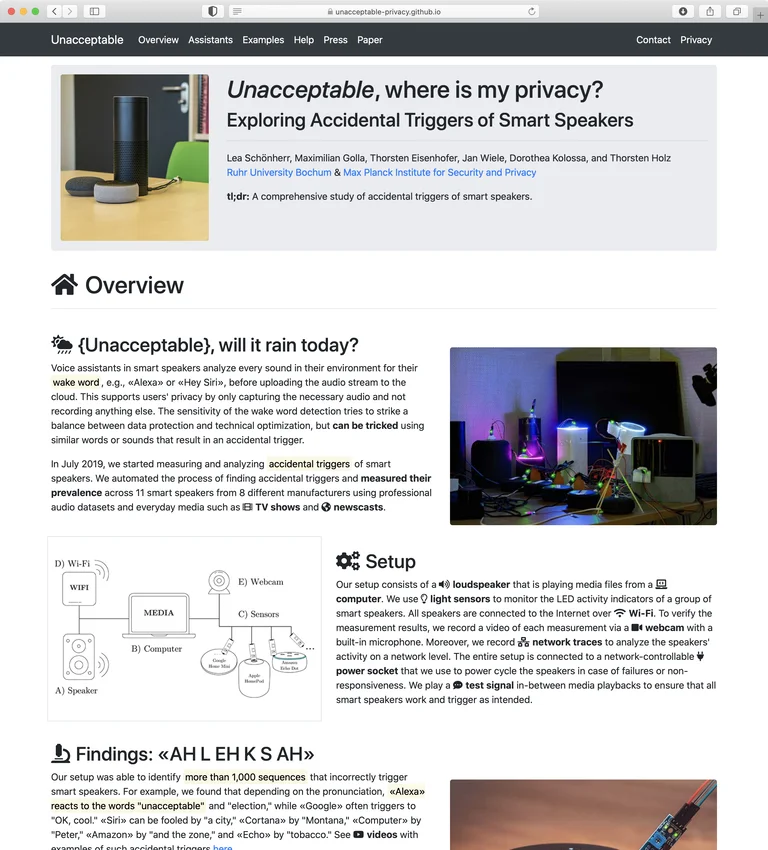 unacceptable-privacy.github.io
Unacceptable Overview Assistants Examples Help Press Paper Contact Privacy
Unacceptable, where is my privacy?
Exploring Accidental Triggers of Smart Speakers
Lea Schönherr, Maximilian Golla, Thorsten Eisenhofer, Jan Wiele, Dorothea Kolossa, and Thorsten Holz
Ruhr University Bochum & Max Planck Institute for Security and Privacy
tl;dr: A comprehensive study of accidental triggers of smart speakers.
Overview
{Unacceptable}, will it rain today?
Voice assistants in smart speakers analyze every sound in their environment for their
wake word, e.g., «Alexa» or «Hey Siri», before uploading the audio stream to the
cloud. This supports users' privacy by only capturing the necessary audio and not
recording anything else. The sensitivity of the wake word detection tries to strike a
balance between data protection and technical optimization, but can be tricked using
similar words or sounds that result in an accidental trigger.
In July 2019, we started measuring and analyzing accidental triggers of smart
speakers. We automated the process of finding accidental triggers and measured their
prevalence across 11 smart speakers from 8 different manufacturers using professional
audio datasets and everyday media such as TV shows and newscasts.
D) Wi-Fi
WIFI
MEDIA
E) Webcam
C) Sensors
B) Computer
A) Speaker
Google
Home Mini
Apple
HomePod
Amazon
Echo Dot
...
Setup
Our setup consists of a loudspeaker that is playing media files from a
computer. We use light sensors to monitor the LED activity indicators of a group of
smart speakers. All speakers are connected to the Internet over Wi-Fi. To verify the
measurement results, we record a video of each measurement via a webcam with a
built-in microphone. Moreover, we record network traces to analyze the speakers'
activity on a network level. The entire setup is connected to a network-controllable
power socket that we use to power cycle the speakers in case of failures or non-
responsiveness. We play a test signal in-between media playbacks to ensure that all
smart speakers work and trigger as intended.
Findings: «AH L EH K S AH»
Our setup was able to identify more than 1,000 sequences that incorrectly trigger
smart speakers. For example, we found that depending on the pronunciation, «Alexa»
reacts to the words "unacceptable" and "election," while «Google» often triggers to
"OK, cool." «Siri» can be fooled by "a city," «Cortana» by "Montana," «Computer» by
"Peter," «Amazon» by "and the zone," and «Echo» by "tobacco." See videos with
examples of such accidental triggers here.